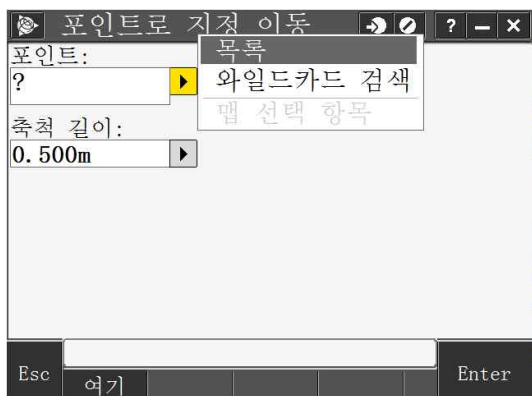 포인트로 지정 이동
? – ×
포인트:
?
목록
와일드카드 검색
맵 선택 항목
축척 길이:
0.500m
Esc
여기
Enter